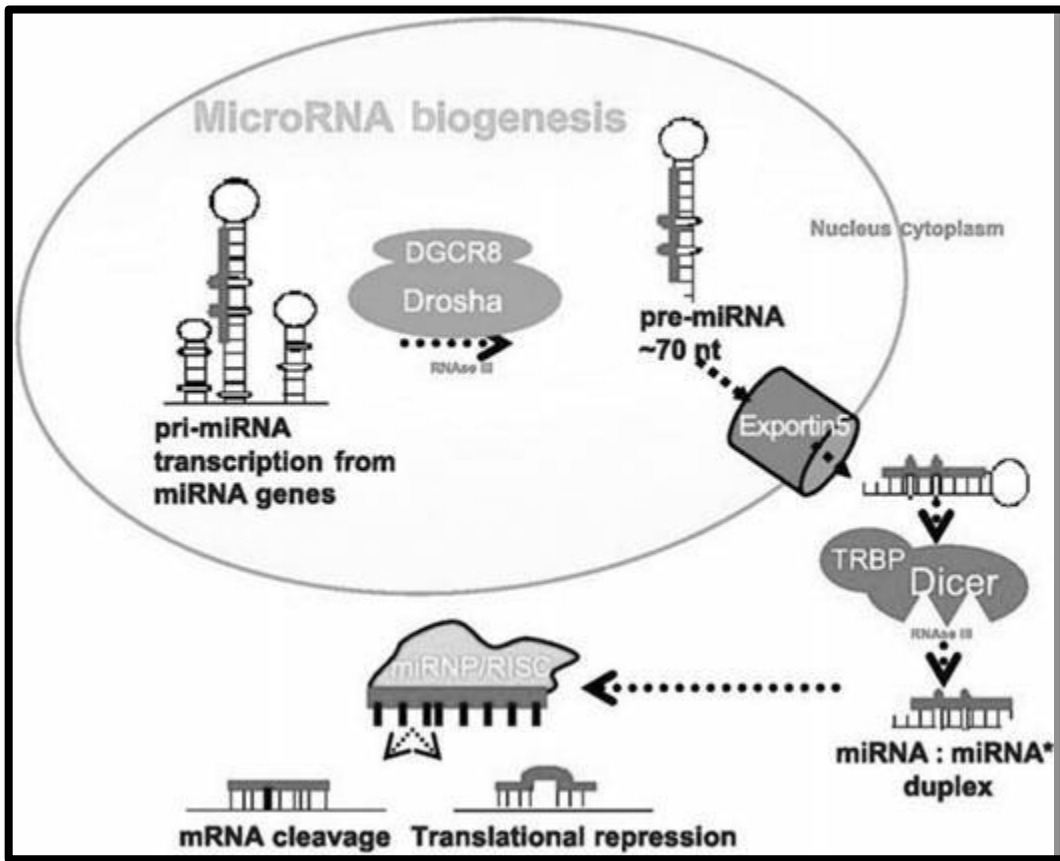 MicroRNA biogenesis
Nucleus cytoplasm
DGCR8
Drosha
RNAse III
pri-miRNA
transcription from
miRNA genes
pre-miRNA
~70 nt
Exportin5
TRBP
Dicer
RNAse III
miRNA : miRNA*
duplex
miRNP/RISC
mRNA cleavage
Translational repression